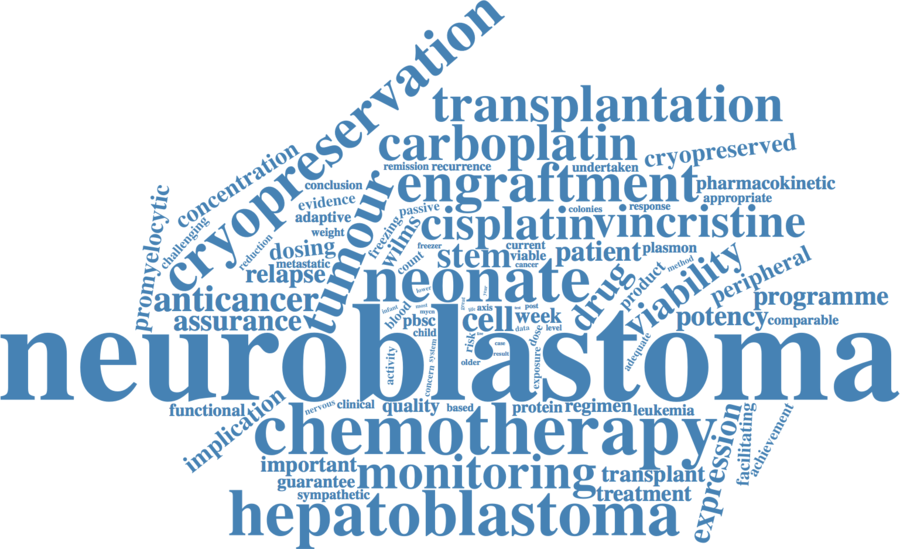 cryopreservation
transplantation
carboplatin
cryopreserved
remission
recurrence
undertaken
concentration
conclusion
engraftment
pharmacokinetic
appropriate
evidence
adaptive
weight
passive
colonies
response
promyelocytic
challenging
reduction
tumour
freezing
wilms
cisplatin
vincristine
dosing
metastatic
relapse
count
freezer
stem
current
viable
cancer
patient
plasmon
method
product
viability
peripheral
neonate
drug
anticancer
assurance
blood
infant
lower
pbsc
child
cell
axis
week
data
level
programme
potency
comparable
neuroblastoma
activity
system
concern
risk
older
case
result
exposure
dose
adequate
functional
implication
nervous
clinical
quality
based
protein
regimen
leukemia
chemotherapy
expression
facilitating
achievement
important
guarantee
sympathetic
monitoring
transplant
treatment
hepatoblastoma